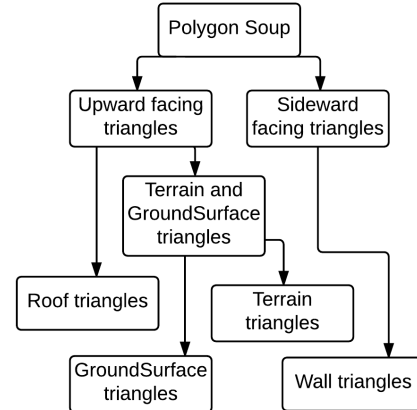 Polygon Soup
Upward facing
triangles
Sideward
facing triangles
Terrain and
GroundSurface
triangles
Roof triangles
Terrain
triangles
GroundSurface
triangles
Wall triangles